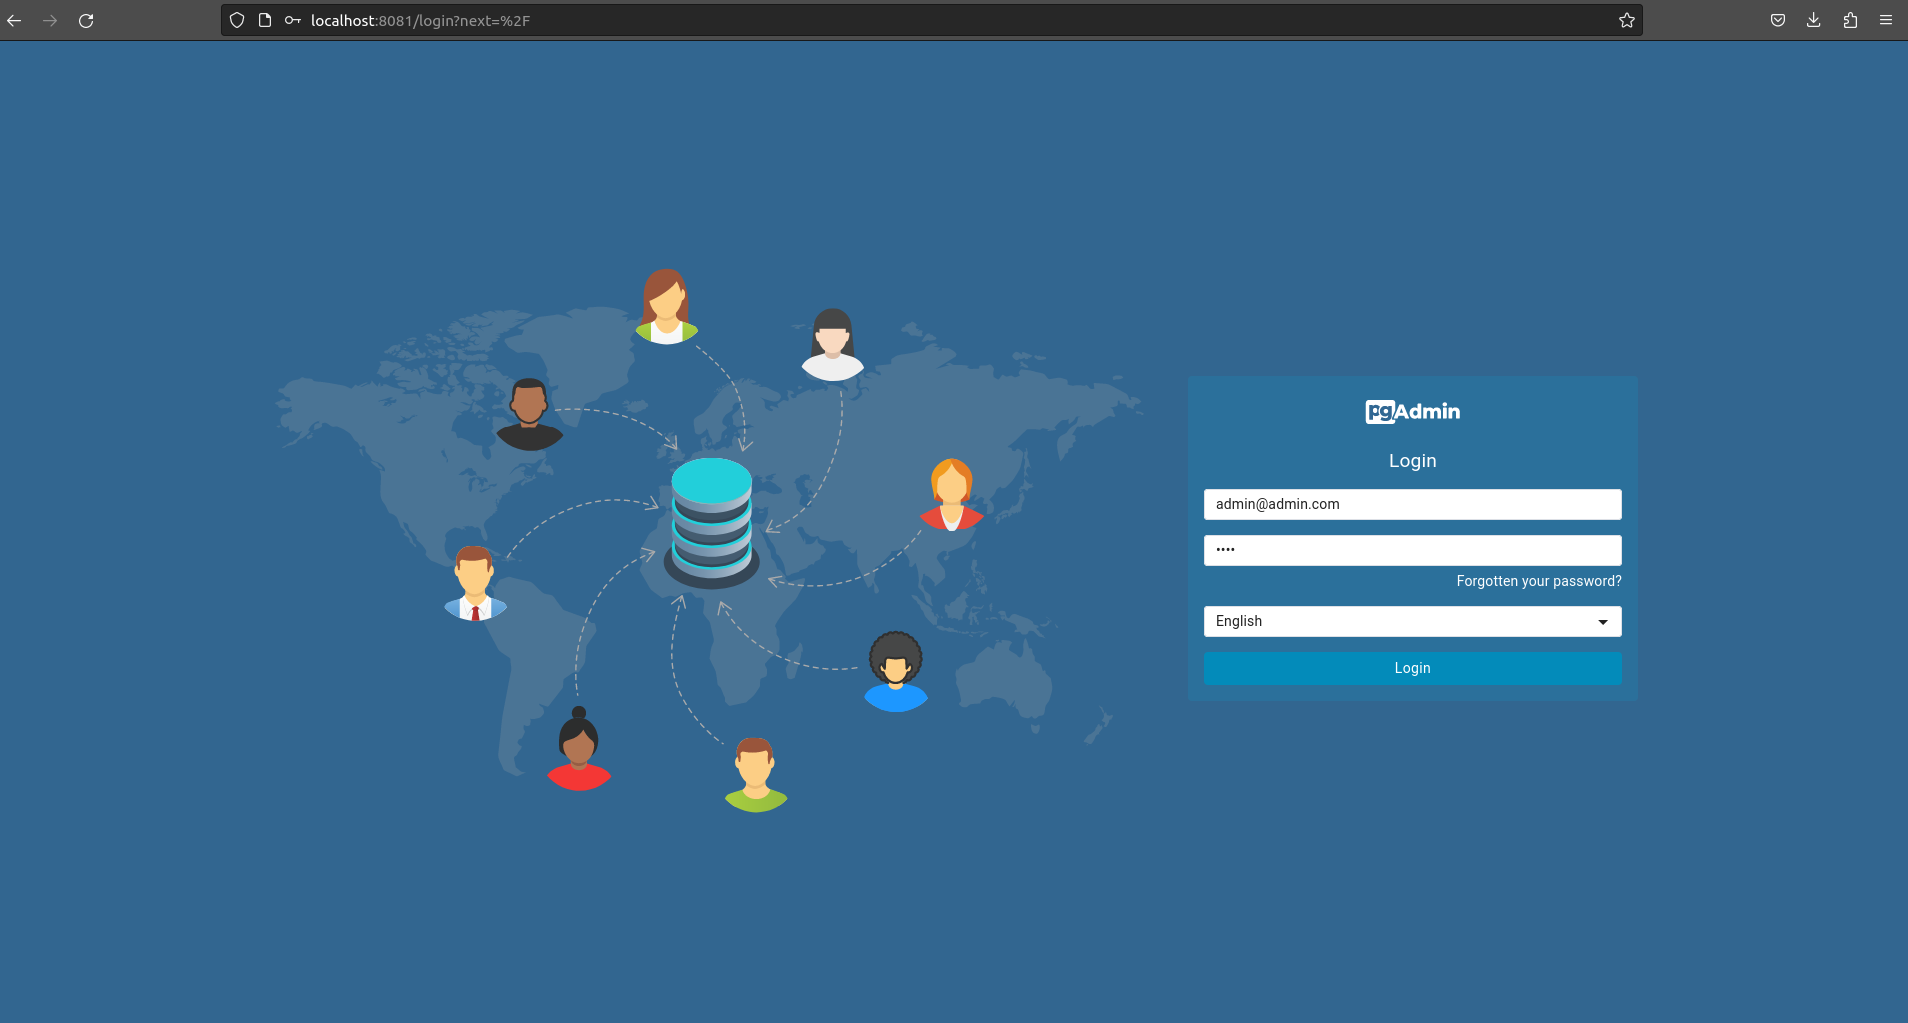 localhost:8081/login?next=%2F
pgAdmin
Login
admin@admin.com
••••
Forgotten your password?
English
Login